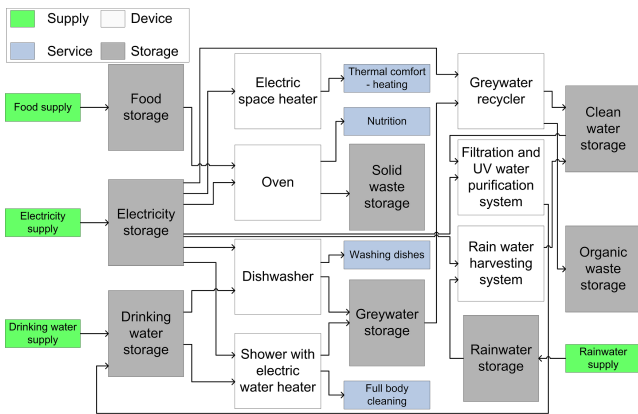 Supply
Device
Service
Storage
Food supply
Food
storage
Electric
space heater
Thermal comfort
- heating
Greywater
recycler
Clean
water
storage
Nutrition
Oven
Solid
waste
storage
Filtration and
UV water
purification
system
Electricity
supply
Electricity
storage
Dishwasher
Washing dishes
Rain water
harvesting
system
Organic
waste
storage
Drinking water
supply
Drinking
water
storage
Greywater
storage
Shower with
electric
water heater
Full body
cleaning
Rainwater
storage
Rainwater
supply